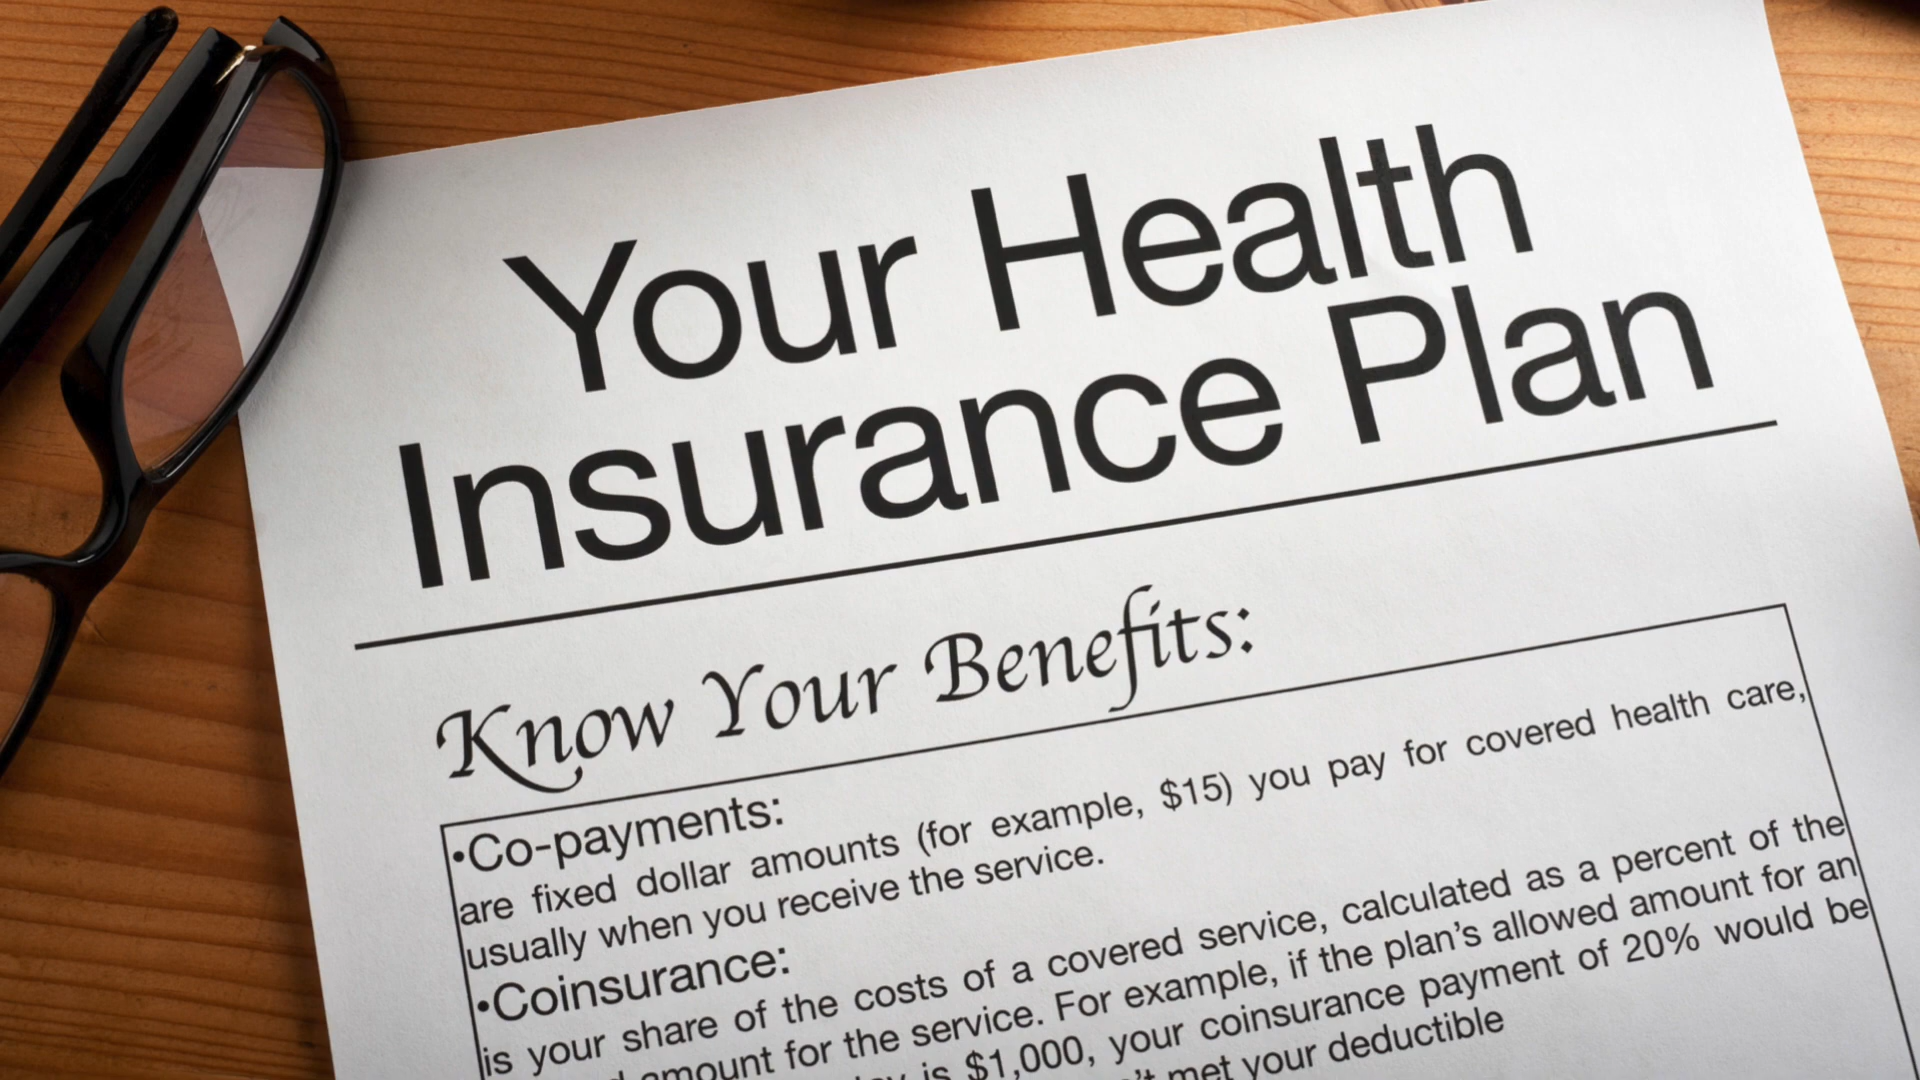 Your Health
Insurance Plan
Know Your Benefits:
•Co-payments:
are fixed dollar amounts (for example, $15) you pay for covered health care,
usually when you receive the service.
•Coinsurance:
is your share of the costs of a covered service, calculated as a percent of the
amount for the service. For example, if the plan's allowed amount for an
is $1,000, your coinsurance payment of 20% would be
met your deductible